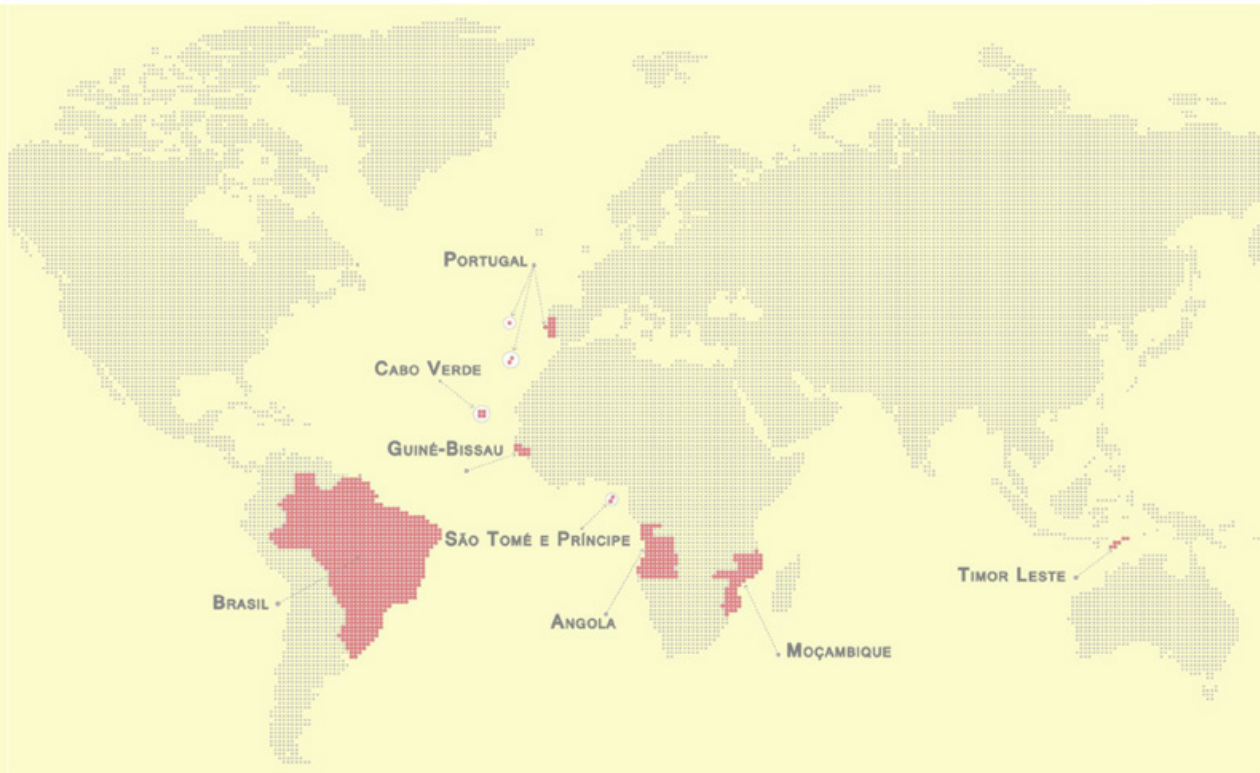 Portugal
Cabo Verde
Guiné-Bissau
São Tomé e Príncipe
Timor Leste
Brasil
Angola
Moçambique